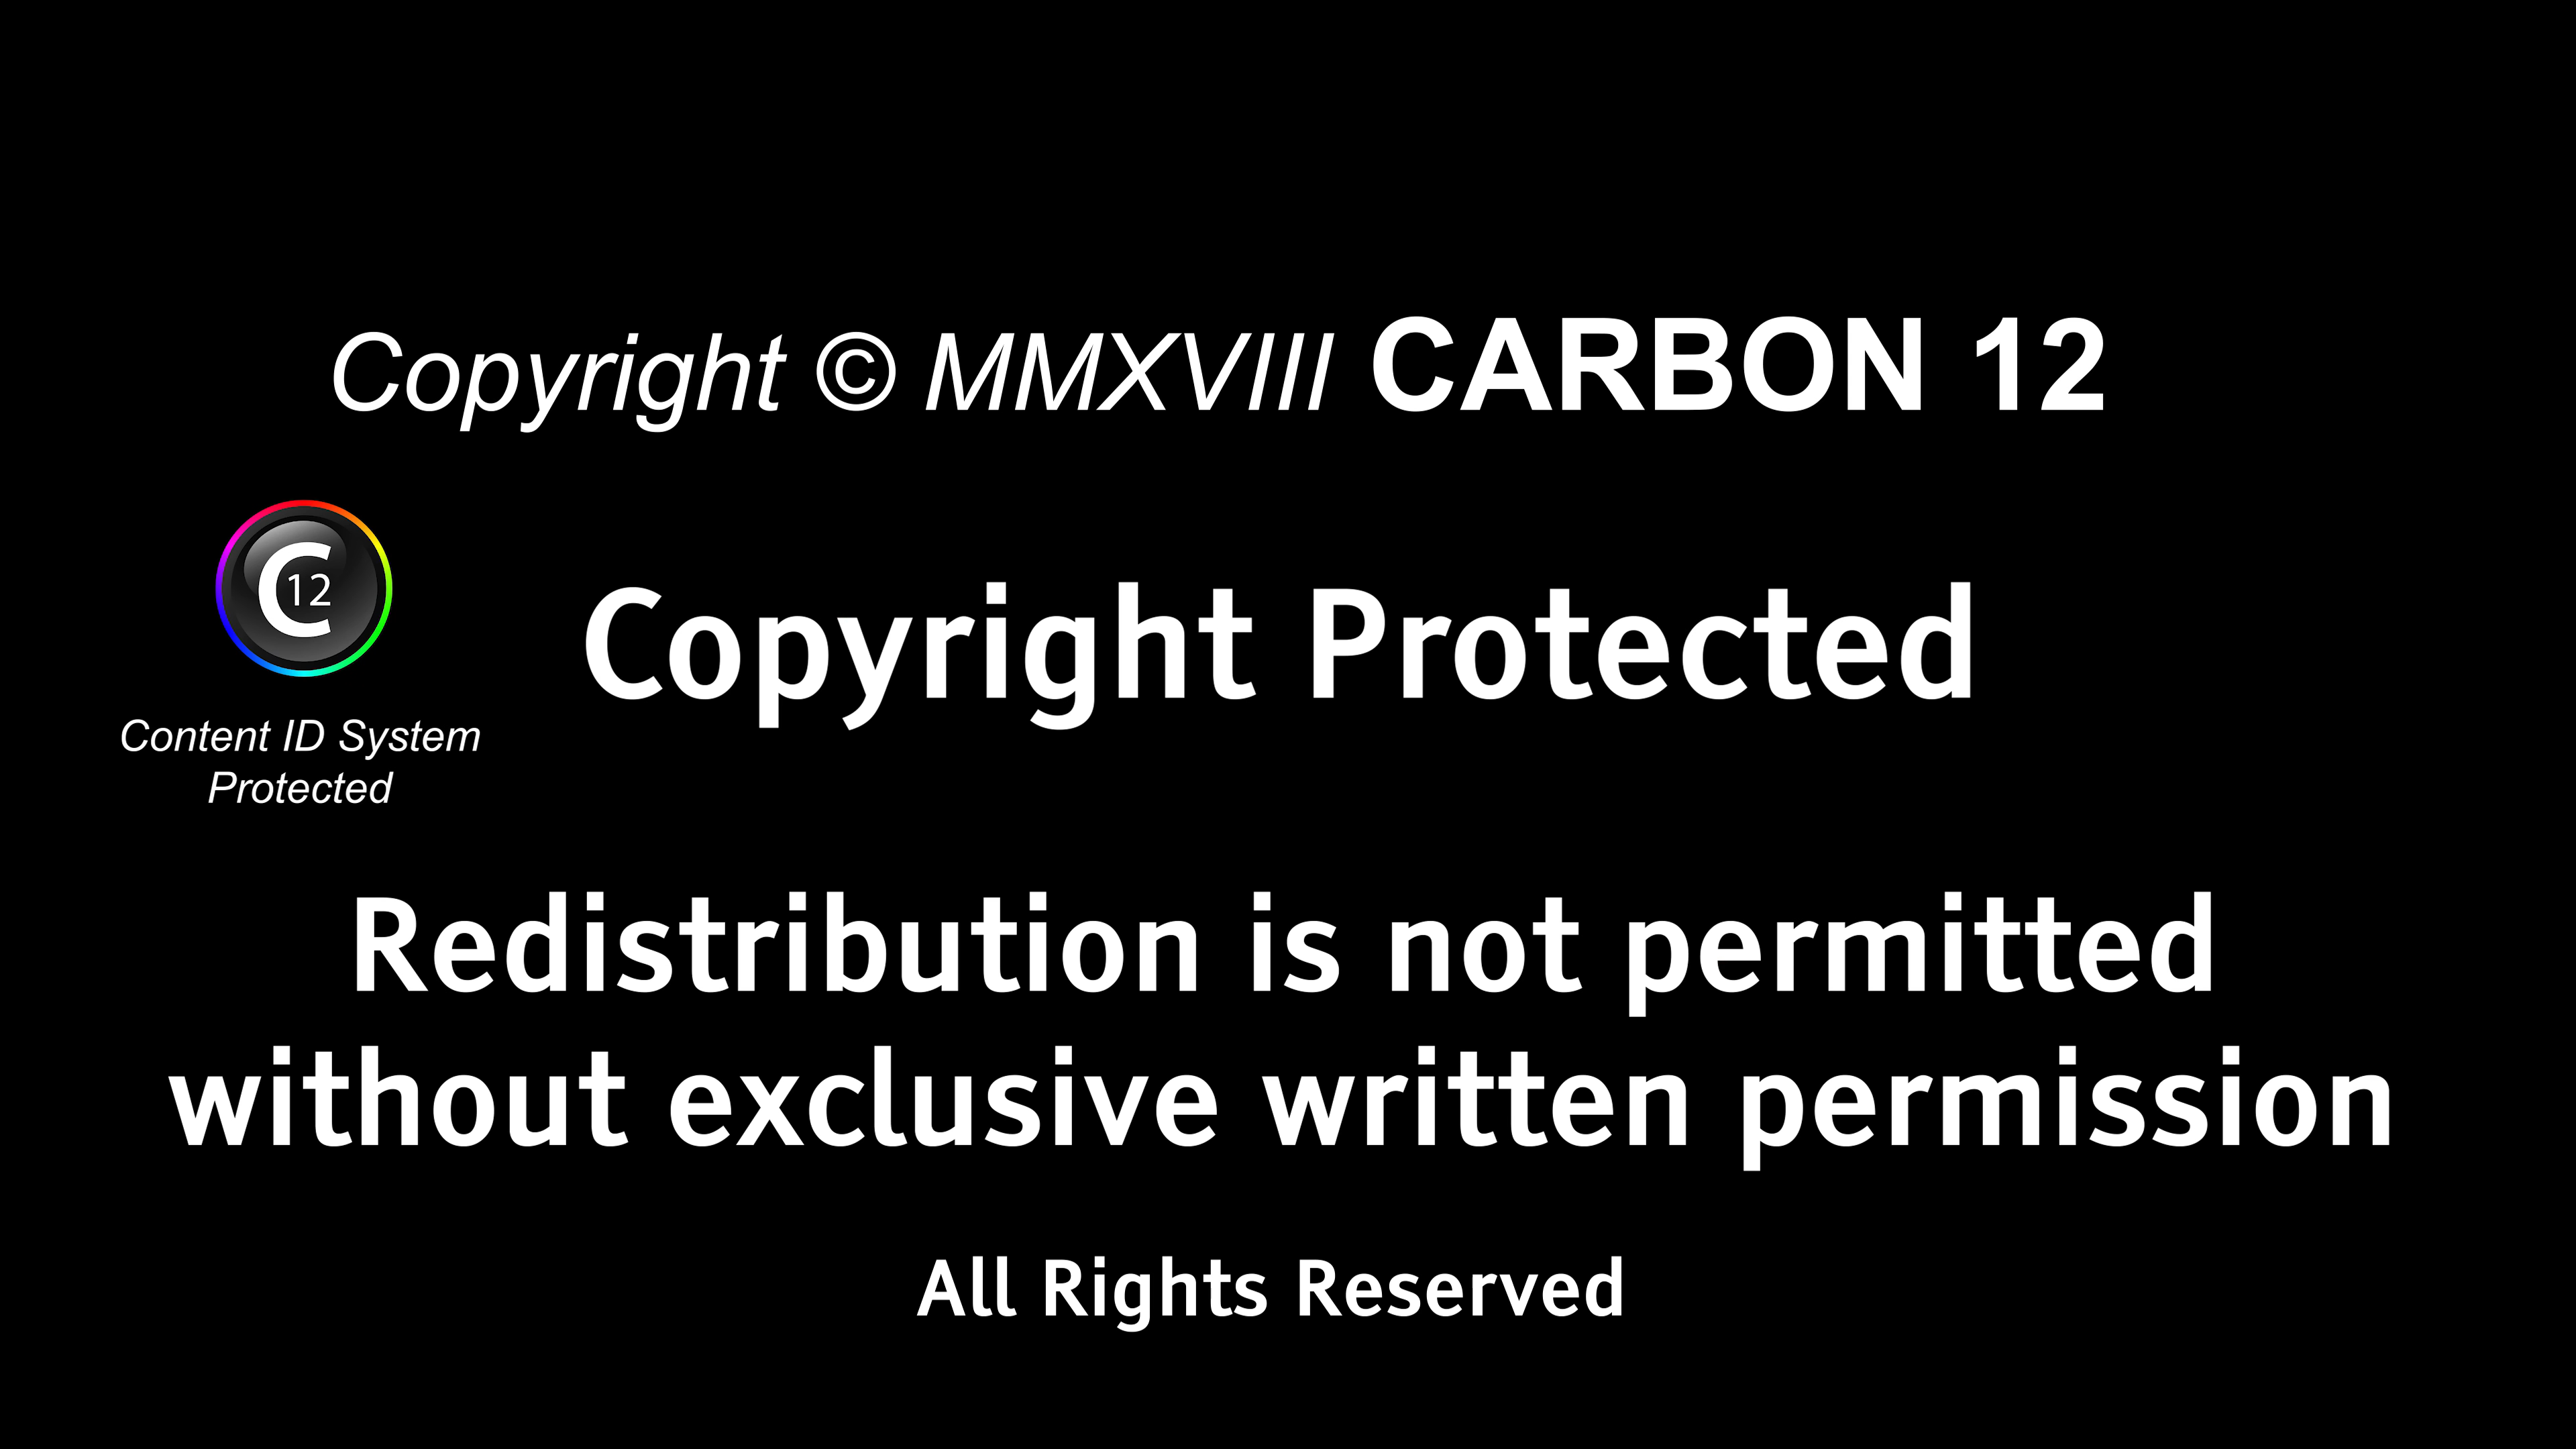 Copyright © MMXVIII CARBON 12
C12
Copyright Protected
Content ID System
Protected
Redistribution is not permitted
without exclusive written permission
All Rights Reserved